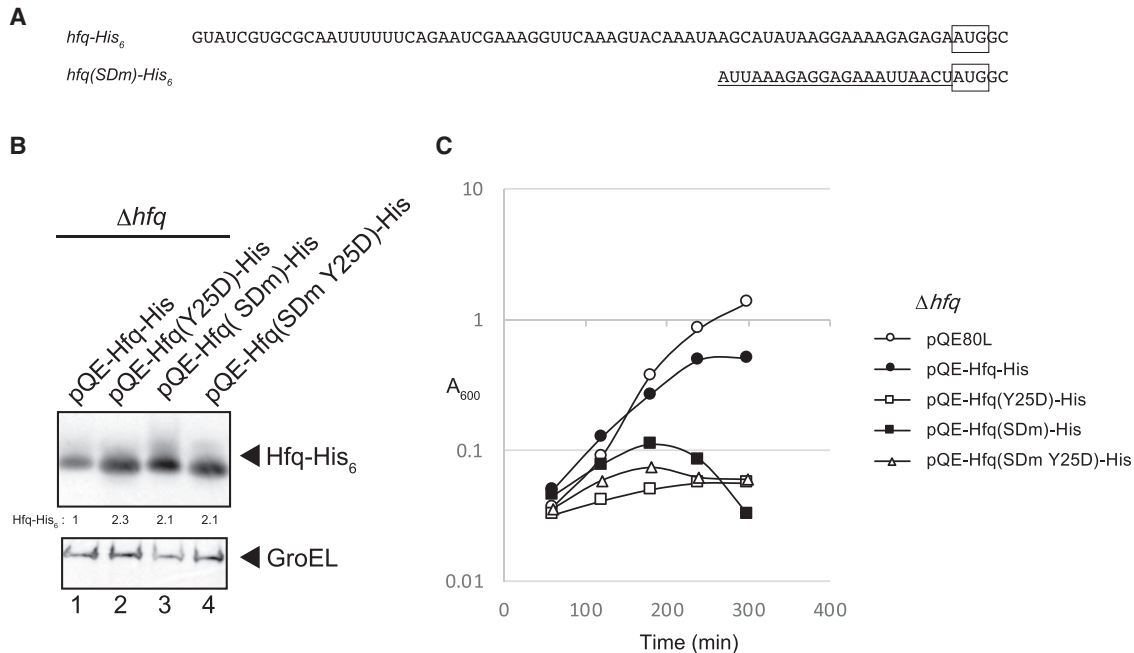 A
hfq-His6 GUAUCGUGCGCAAUUUUUUCAGAAUCGAAAGGUUCAAAGUACAAAUAAGCAUAUAAGGAAAAGAGAGAAUGGC
hfq(SDm)-His6 AUUAAAGAGGAGAAAUUAACUAUGGC
B
Δhfq
pQE-Hfq-His
pQE-Hfq(Y25D)-His
pQE-Hfq( SDm)-His
pQE-Hfq(SDm Y25D)-His
Hfq-His6
Hfq-His6 : 1 2.3 2.1 2.1
GroEL
1 2 3 4
C
10
1
A600
0.1
0.01
0 100 200 300 400
Time (min)
Δhfq
pQE80L
pQE-Hfq-His
pQE-Hfq(Y25D)-His
pQE-Hfq(SDm)-His
pQE-Hfq(SDm Y25D)-His